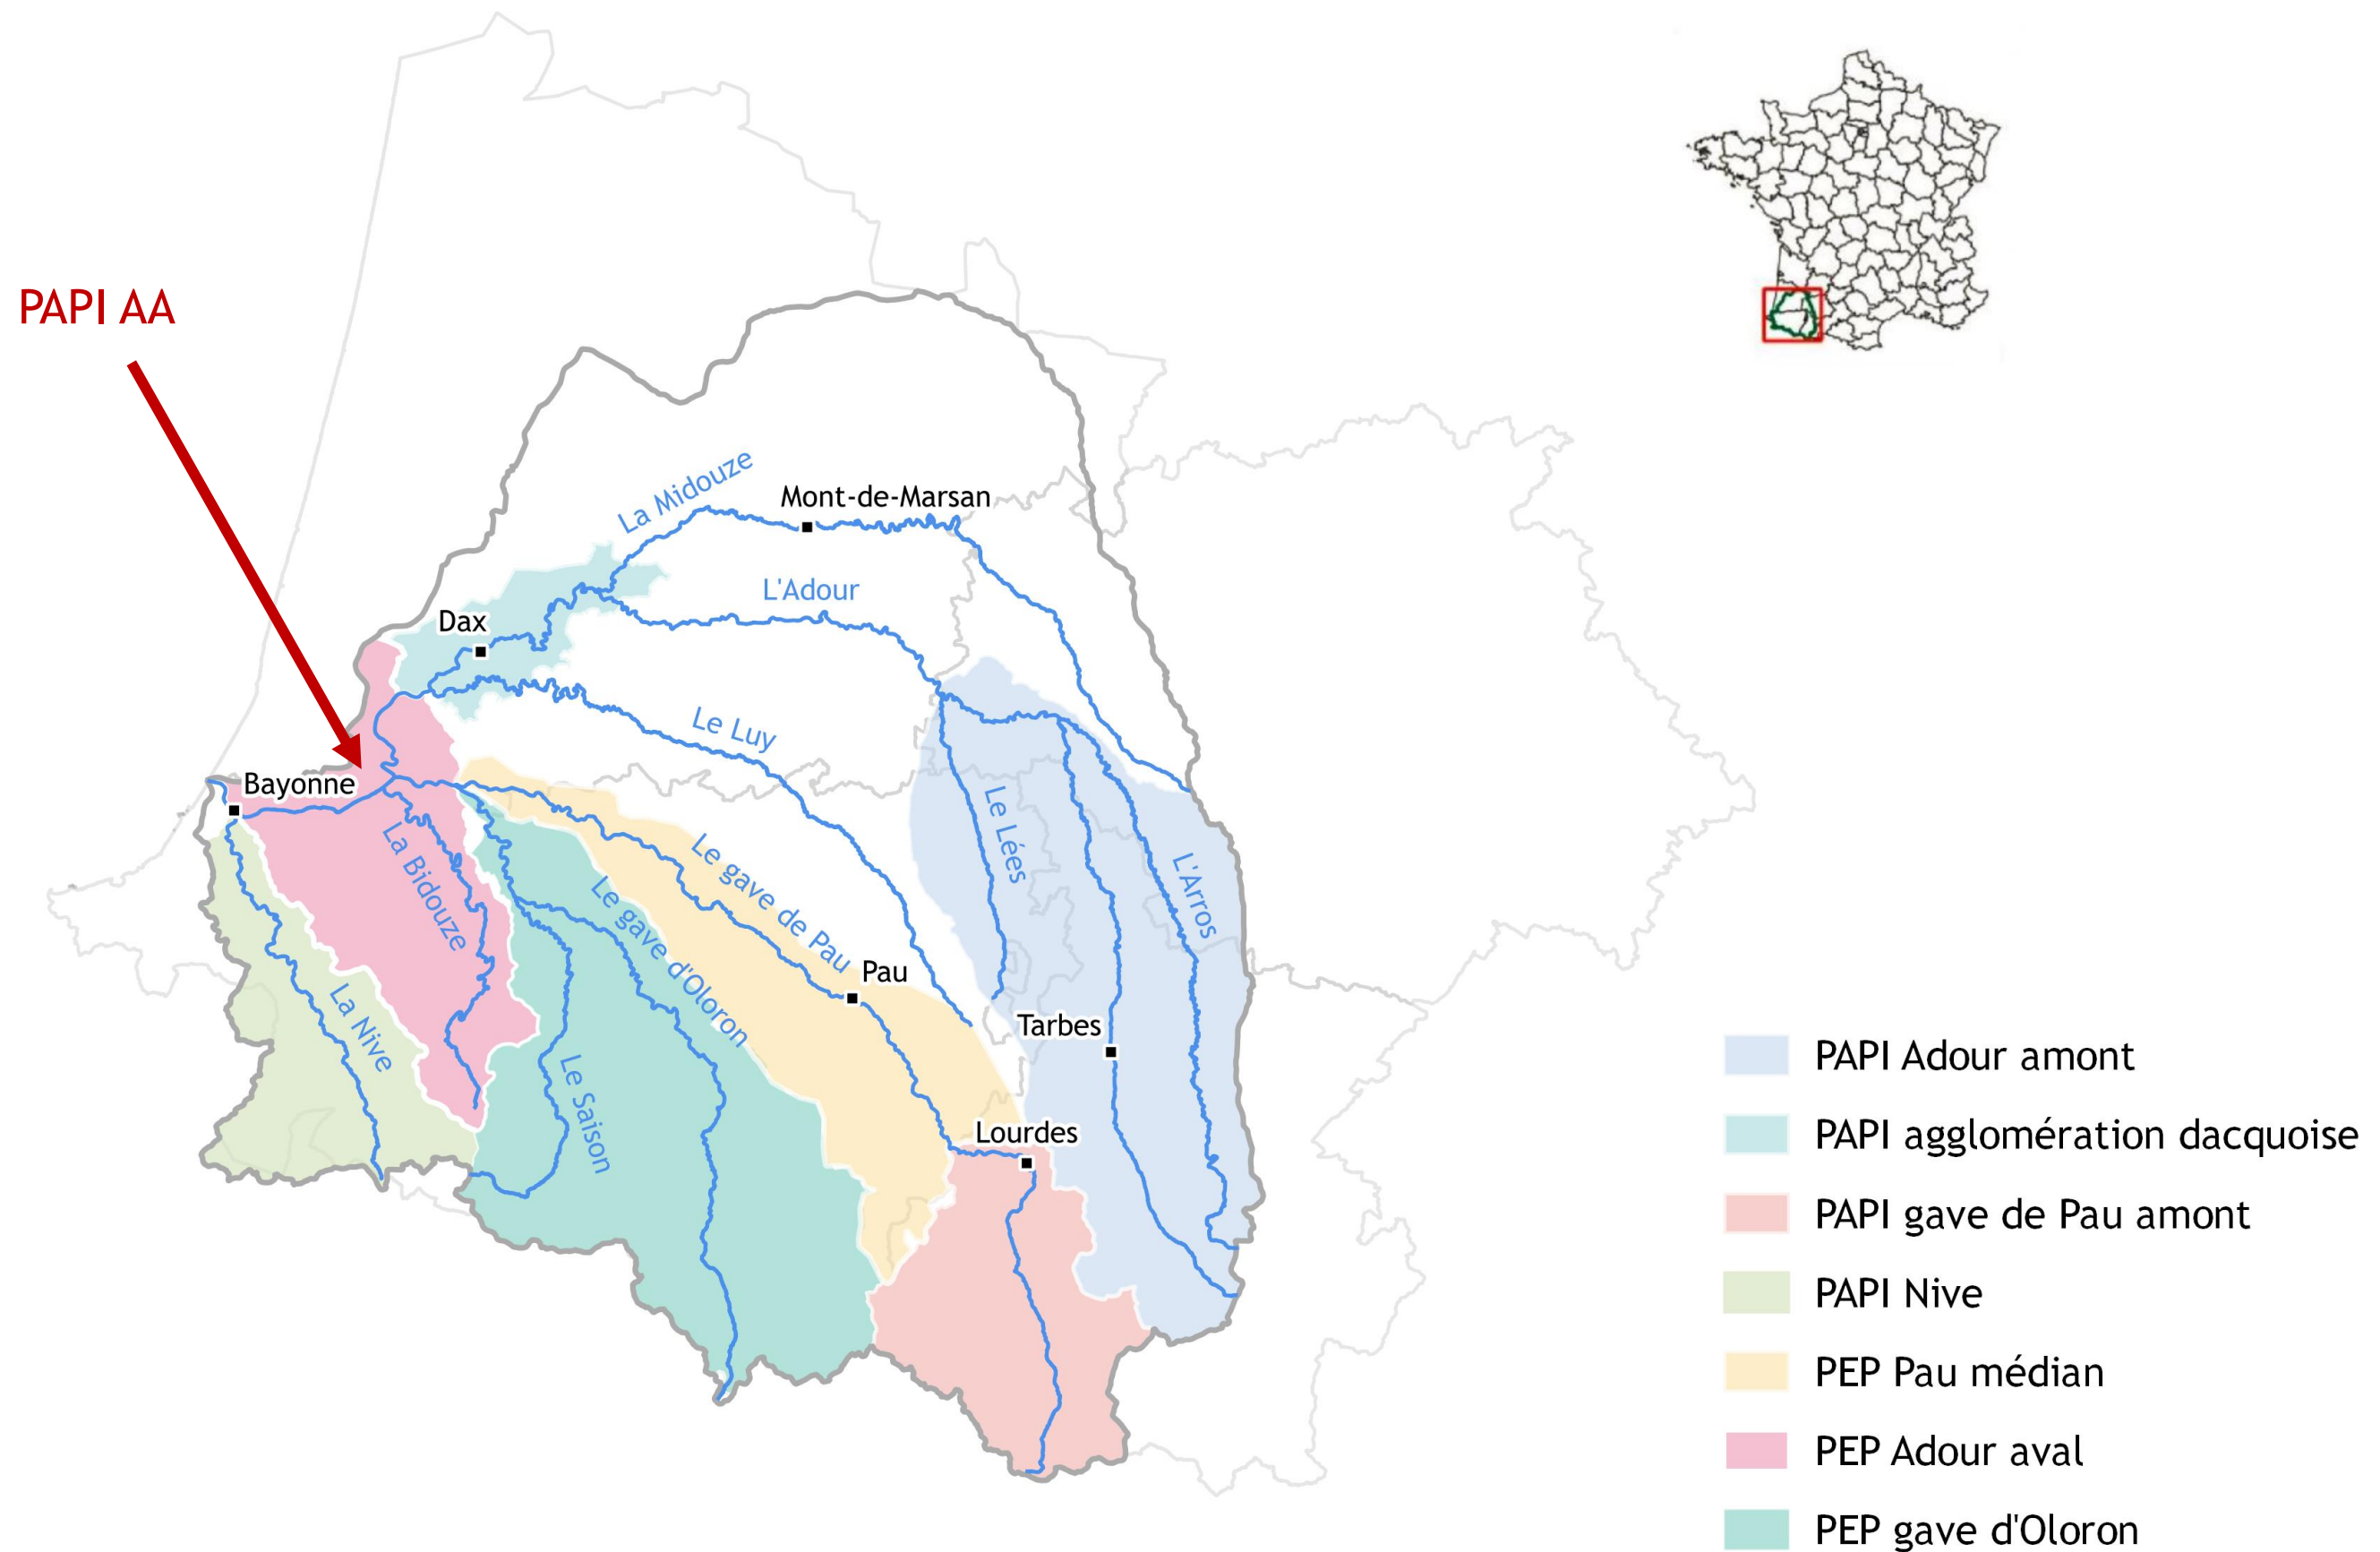 PAPI AA
La Midouze
Mont-de-Marsan
L'Adour
Dax
Le Luy
Bayonne
Le Lées
La Bidouze
Le gave de Pau
L'Arros
Le gave d'Oloron
Pau
La Nive
Tarbes
Le Saison
Lourdes
PAPI Adour amont
PAPI agglomération dacquoise
PAPI gave de Pau amont
PAPI Nive
PEP Pau médian
PEP Adour aval
PEP gave d'Oloron